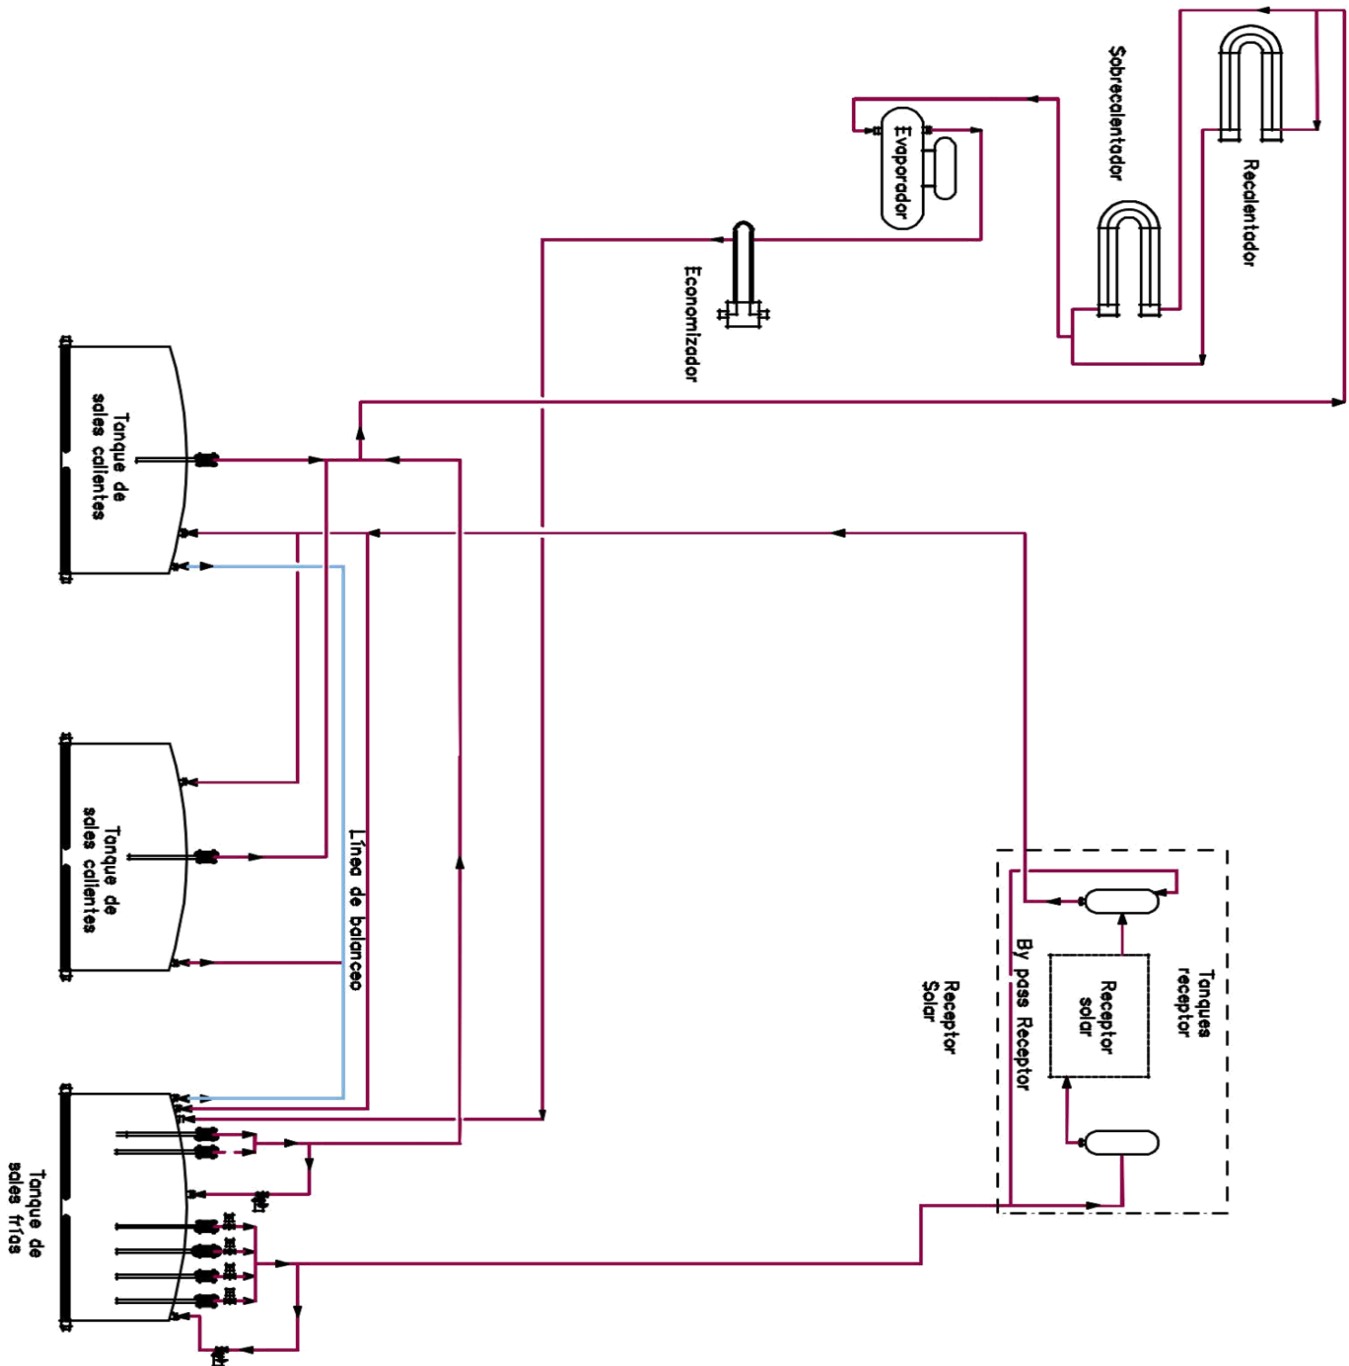 Recalentador
Sobrecalentador
Evaporador
Economizador
Tanque de
sales calientes
Tanque de
sales calientes
Línea de balanceo
Tanques
receptor
Receptor
solar
By pass Receptor
Receptor
Solar
Tanque de
sales frías